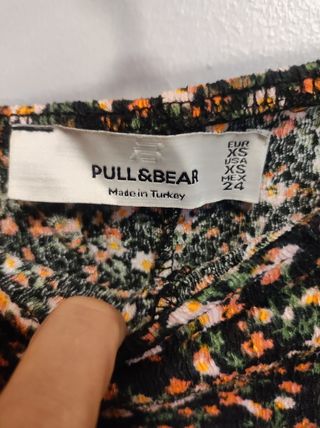 PULL&BEAR
Made in Turkey
EUR
XS
USA
XS
MEX
24